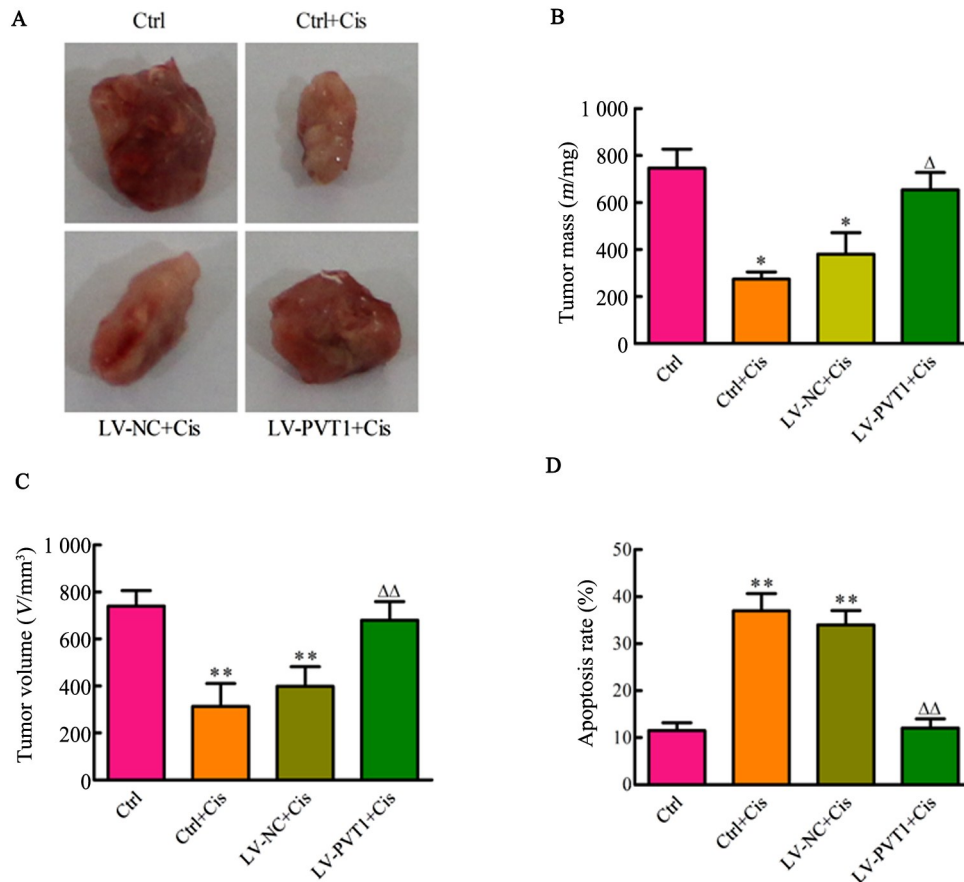 A
Ctrl
Ctrl+Cis
LV-NC+Cis
LV-PVT1+Cis
B
Tumor mass (m/mg)
1 000
800
600
400
200
0
*
*
Δ
Ctrl
Ctrl+Cis
LV-NC+Cis
LV-PVT1+Cis
C
Tumor volume (V/mm³)
1 000
800
600
400
200
0
**
**
ΔΔ
Ctrl
Ctrl+Cis
LV-NC+Cis
LV-PVT1+Cis
D
Apoptosis rate (%)
50
40
30
20
10
0
**
**
ΔΔ
Ctrl
Ctrl+Cis
LV-NC+Cis
LV-PVT1+Cis